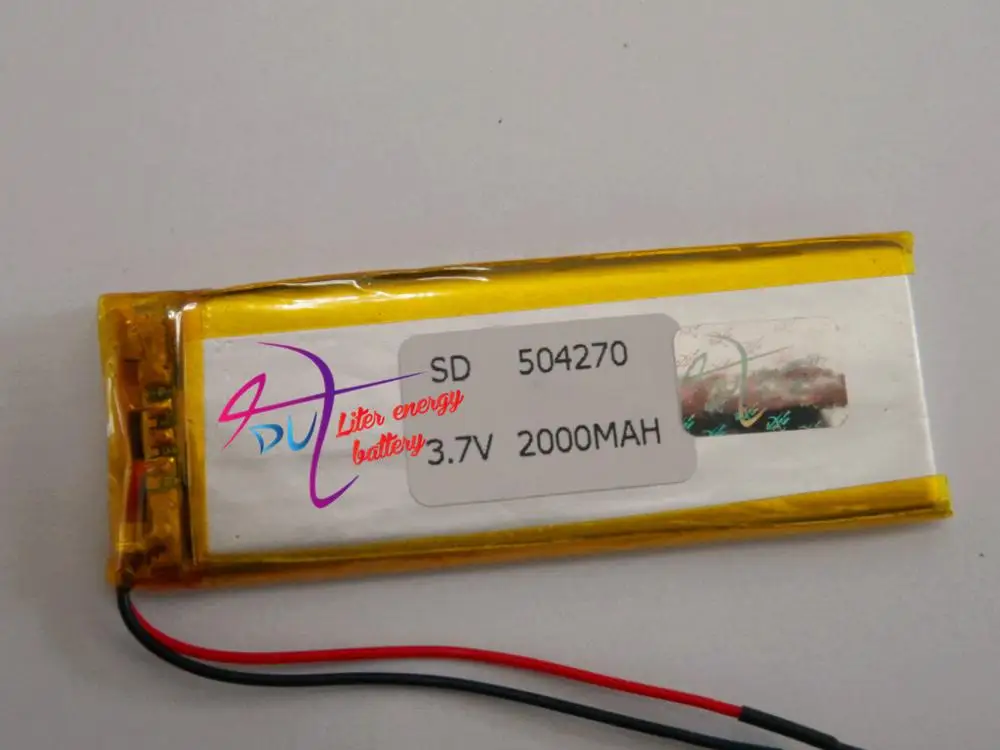 SD 504270
3.7V 2000MAH
DU
Liter energy
battery